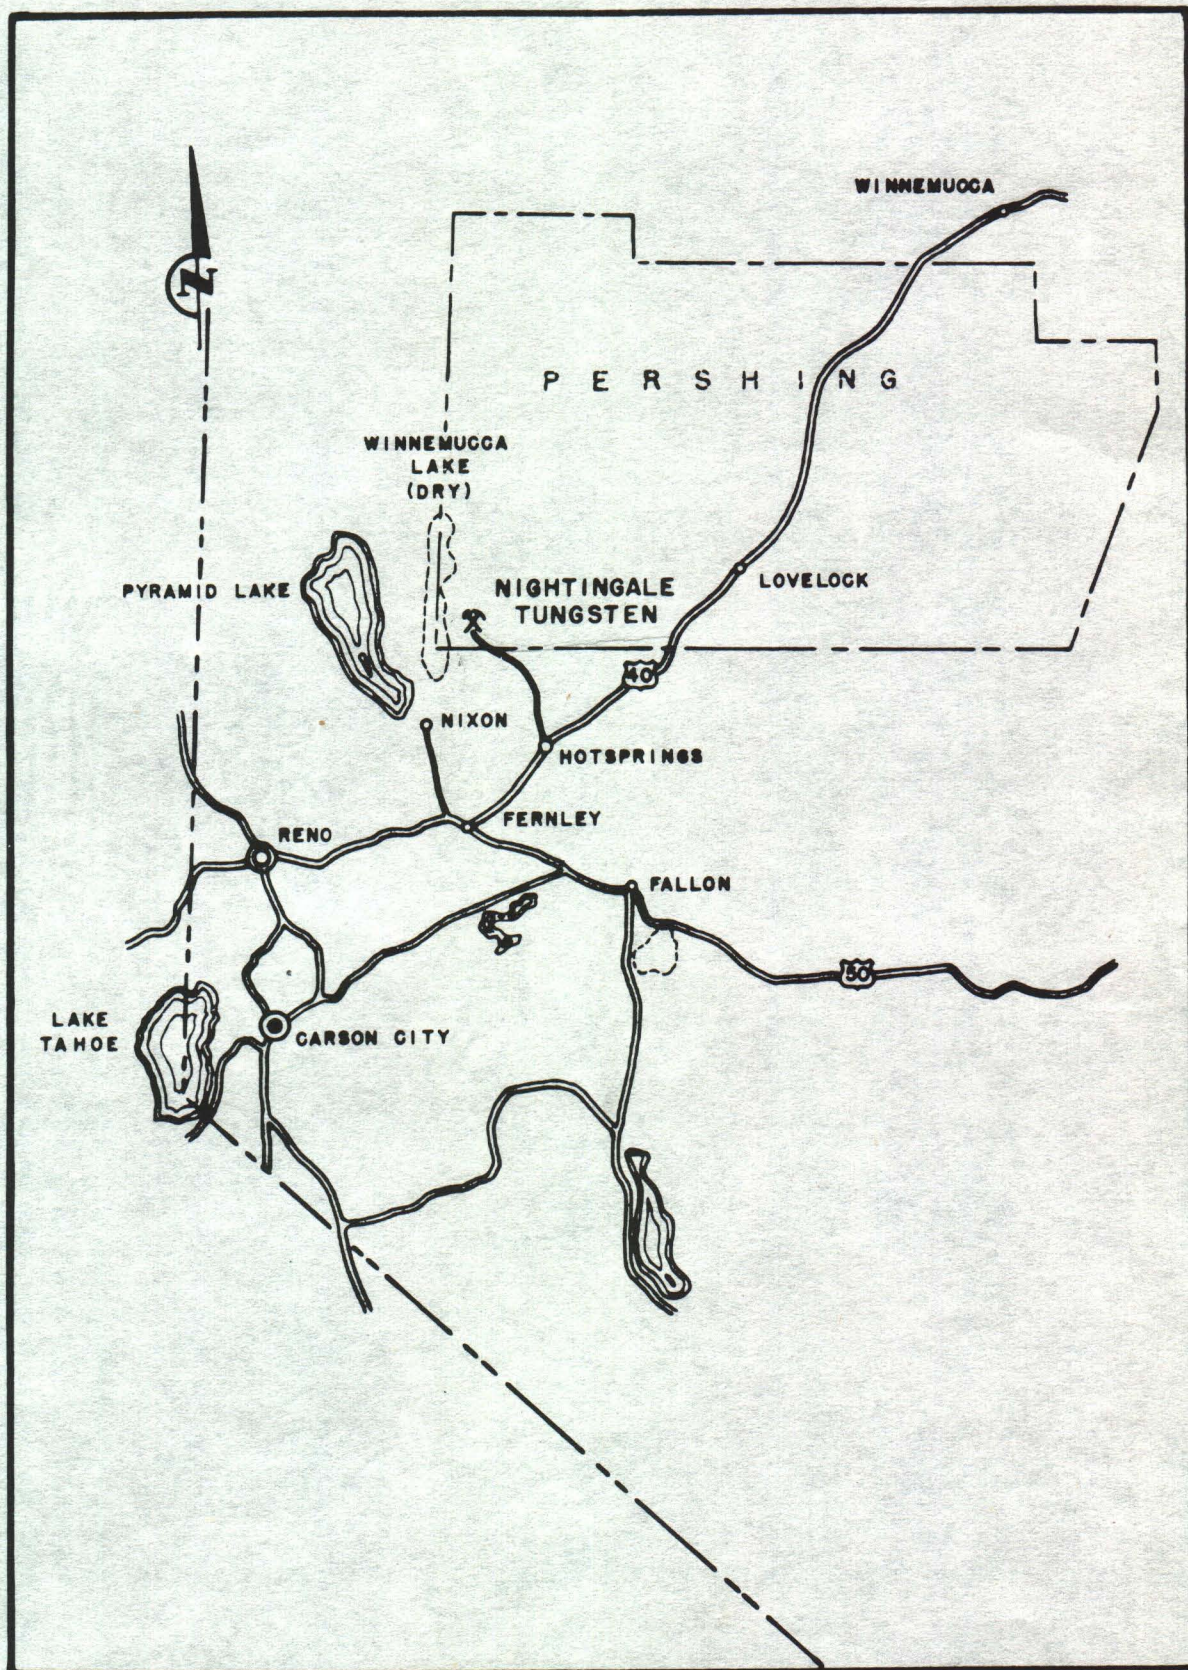 WINNEMUCCA
N
PERSHING
WINNEMUCCA
LAKE
(DRY)
PYRAMID LAKE
NIGHTINGALE
TUNGSTEN
LOVELOCK
40
NIXON
HOTSPRINGS
FERNLEY
RENO
FALLON
50
LAKE
TAHOE
CARSON CITY